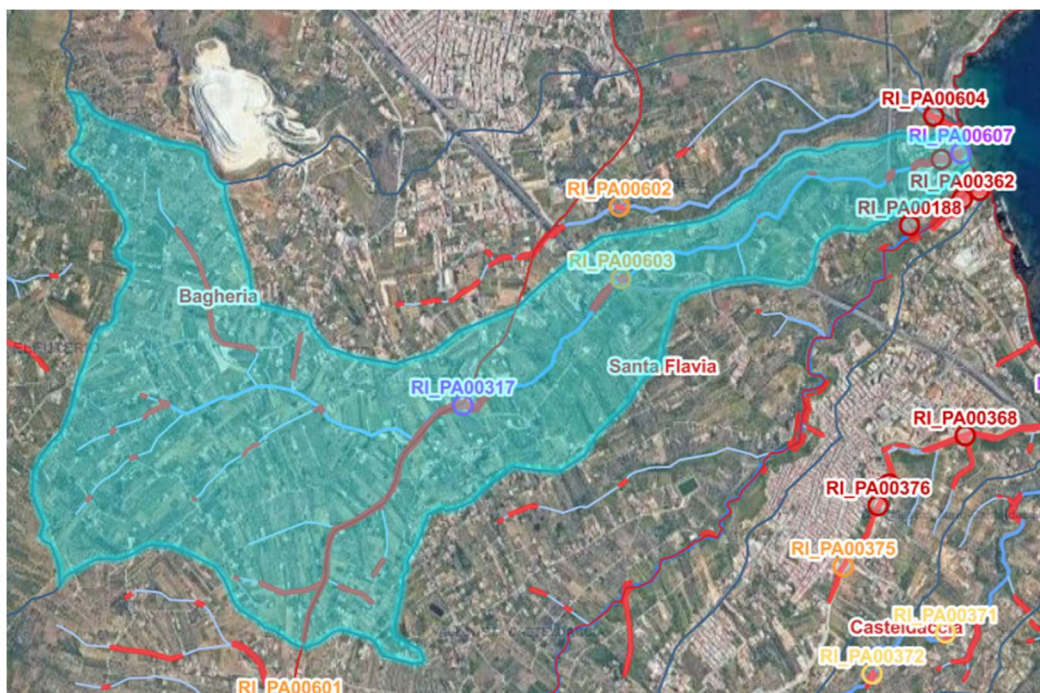 RI_PA00604
RI_PA00607
RI_PA00362
RI_PA00602
RI_PA00188
RI_PA00603
Bagheria
Santa Flavia
RI_PA00317
RI_PA00368
RI_PA00376
RI_PA00375
RI_PA00371
Casteldaccia
RI_PA00372
RI_PA00601